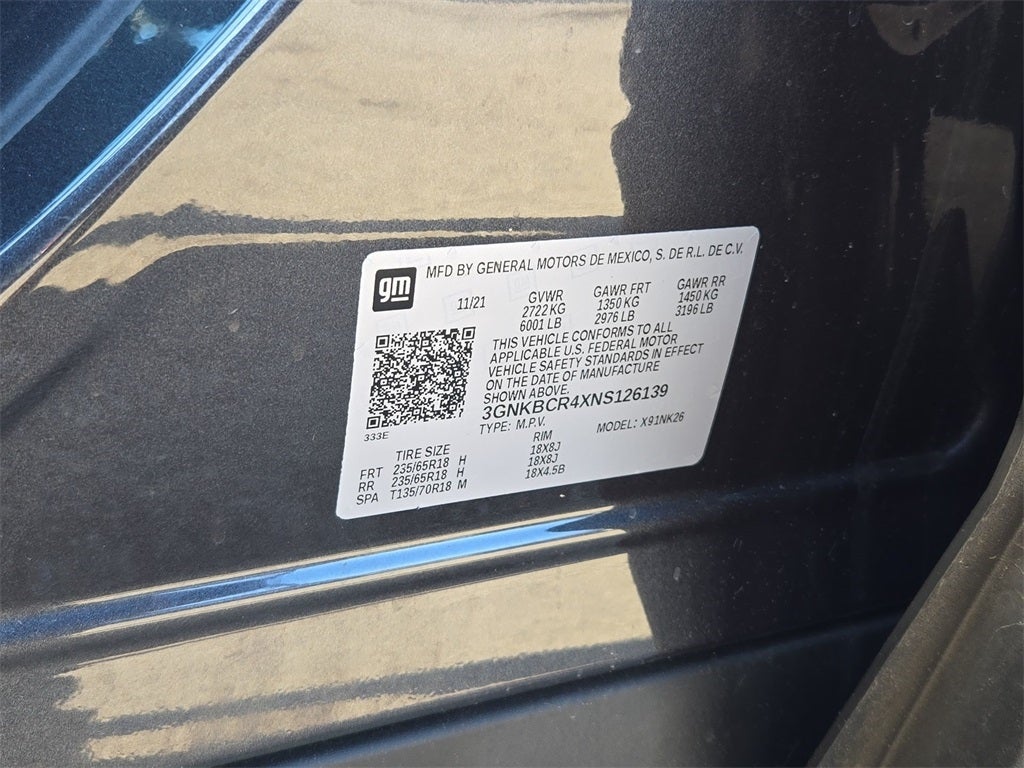 gm
MFD BY GENERAL MOTORS DE MEXICO, S. DE R.L. DE C.V.
11/21 GVWR GAWR FRT GAWR RR
2722 KG 1350 KG 1450 KG
6001 LB 2976 LB 3196 LB
THIS VEHICLE CONFORMS TO ALL
APPLICABLE U.S. FEDERAL MOTOR
VEHICLE SAFETY STANDARDS IN EFFECT
ON THE DATE OF MANUFACTURE
SHOWN ABOVE.
3GNKBCR4XNS126139
333E
TYPE: M.P.V. MODEL: X91NK26
TIRE SIZE RIM
FRT 235/65R18 H 18X8J
RR 235/65R18 H 18X8J
SPA T135/70R18 M 18X4.5B